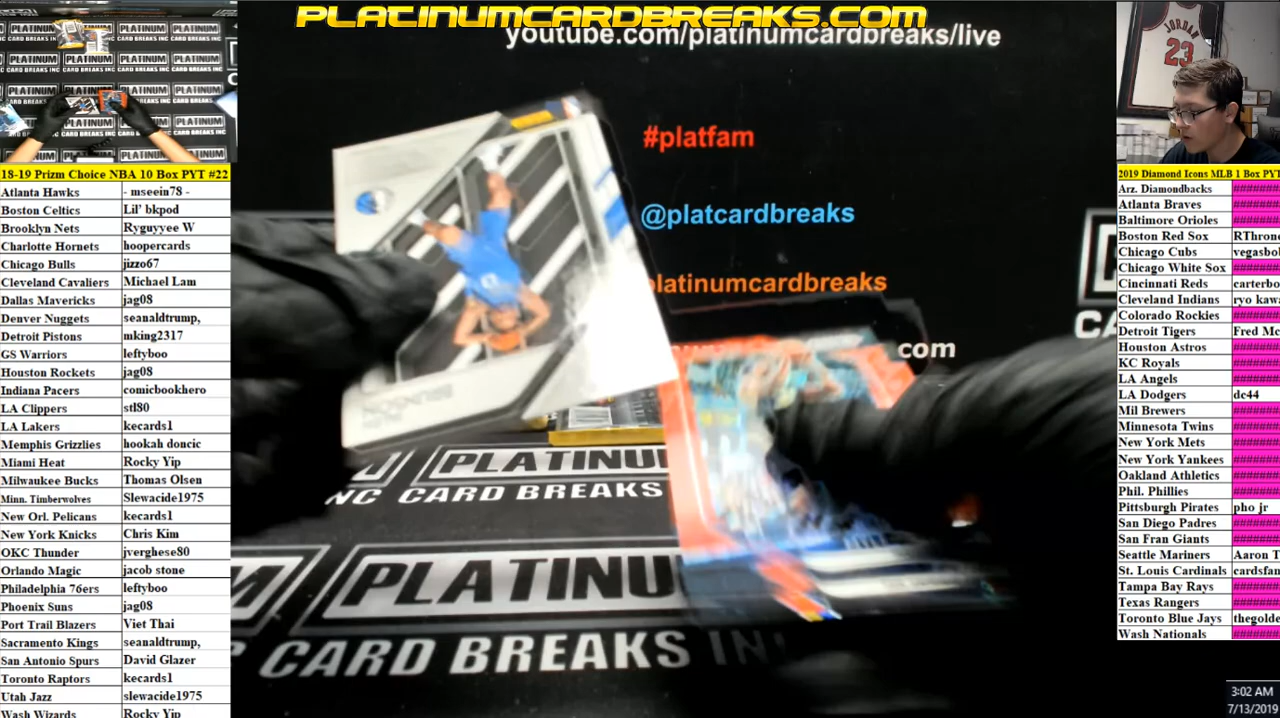 PLATINUMCARDBREAKS.COM
youtube.com/platinumcardbreaks/live
#platfam
@platcardbreaks
platinumcardbreaks
com
JORDAN
23
18-19 Prizm Choice NBA 10 Box PYT #22
Atlanta Hawks - mseein78 -
Boston Celtics Lil' bkpod
Brooklyn Nets Ryguyyee W
Charlotte Hornets hoopercards
Chicago Bulls jizzo67
Cleveland Cavaliers Michael Lam
Dallas Mavericks jag08
Denver Nuggets seanaldtrump,
Detroit Pistons mking2317
GS Warriors leftyboo
Houston Rockets jag08
Indiana Pacers comicbookhero
LA Clippers stl80
LA Lakers kecards1
Memphis Grizzlies hookah doncic
Miami Heat Rocky Yip
Milwaukee Bucks Thomas Olsen
Minn. Timberwolves Slewacide1975
New Orl. Pelicans kecards1
New York Knicks Chris Kim
OKC Thunder jverghese80
Orlando Magic jacob stone
Philadelphia 76ers leftyboo
Phoenix Suns jag08
Port Trail Blazers Viet Thai
Sacramento Kings seanaldtrump,
San Antonio Spurs David Glazer
Toronto Raptors kecards1
Utah Jazz slewacide1975
Wash Wizards Rocky Yip
2019 Diamond Icons MLB 1 Box PYT
Arz. Diamondbacks ########
Atlanta Braves ########
Baltimore Orioles ########
Boston Red Sox RThrone
Chicago Cubs vegasbo
Chicago White Sox ########
Cincinnati Reds carterbo
Cleveland Indians ryo kawa
Colorado Rockies ########
Detroit Tigers Fred Mc
Houston Astros ########
KC Royals ########
LA Angels ########
LA Dodgers dc44
Mil Brewers ########
Minnesota Twins ########
New York Mets ########
New York Yankees ########
Oakland Athletics ########
Phil. Phillies ########
Pittsburgh Pirates pho jr
San Diego Padres ########
San Fran Giants ########
Seattle Mariners Aaron T
St. Louis Cardinals cardsfan
Tampa Bay Rays ########
Texas Rangers ########
Toronto Blue Jays thegolde
Wash Nationals ########
PLATINUM
INC CARD BREAKS
PLATINUM
CARD BREAKS IN
3:02 AM
7/13/2019